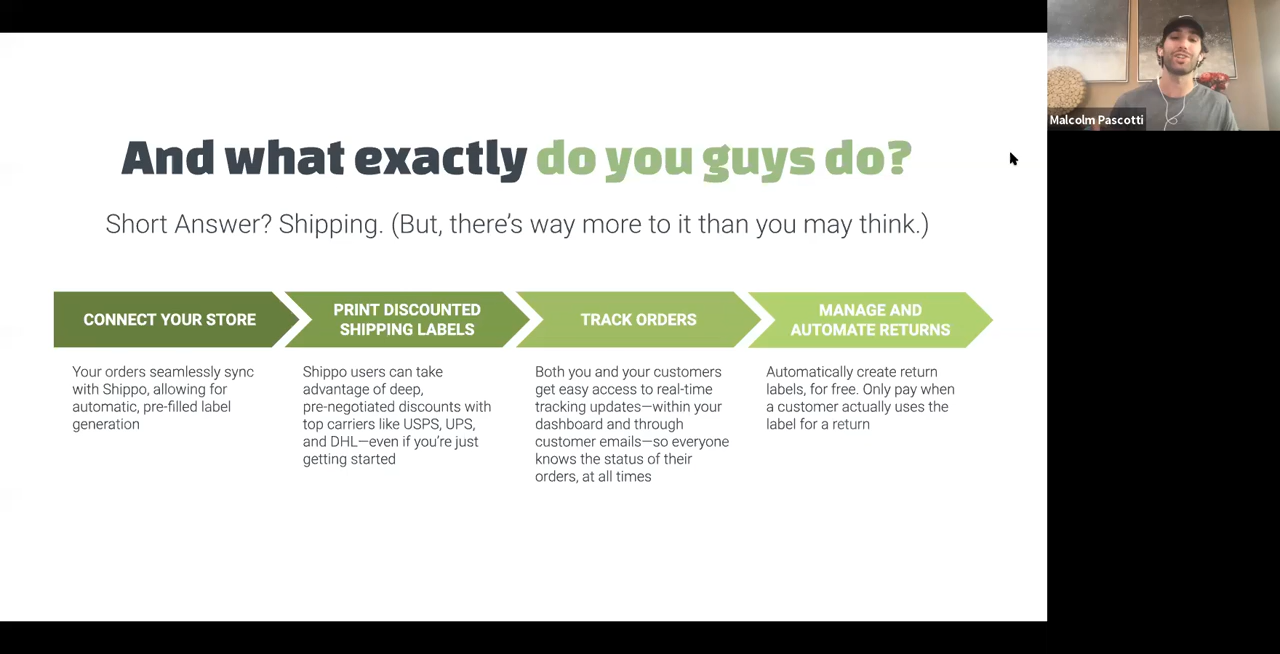 And what exactly do you guys do?
Short Answer? Shipping. (But, there's way more to it than you may think.)
CONNECT YOUR STORE
Your orders seamlessly sync
with Shippo, allowing for
automatic, pre-filled label
generation
PRINT DISCOUNTED
SHIPPING LABELS
Shippo users can take
advantage of deep,
pre-negotiated discounts with
top carriers like USPS, UPS,
and DHL—even if you're just
getting started
TRACK ORDERS
Both you and your customers
get easy access to real-time
tracking updates—within your
dashboard and through
customer emails—so everyone
knows the status of their
orders, at all times
MANAGE AND
AUTOMATE RETURNS
Automatically create return
labels, for free. Only pay when
a customer actually uses the
label for a return
Malcolm Pascotti